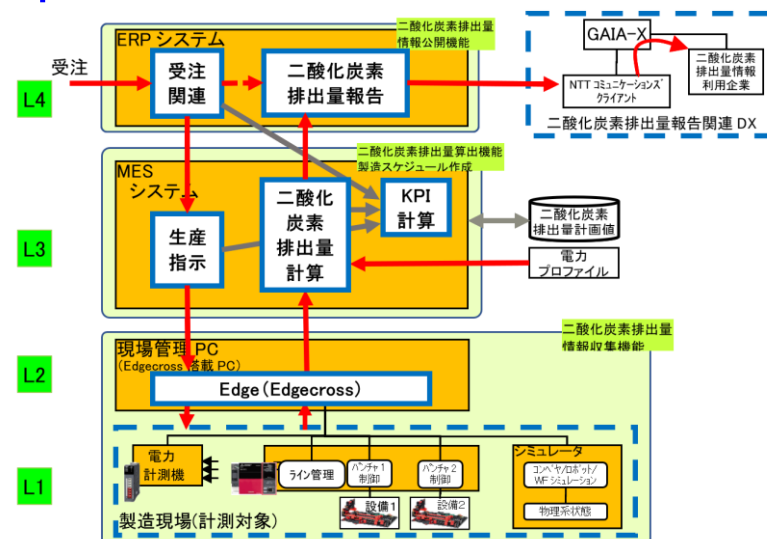 ERP システム
二酸化炭素排出量
情報公開機能
受注
受注
関連
二酸化炭素
排出量報告
L4
GAIA-X
NTT コミュニケーションズ
クライアント
二酸化炭素
排出量情報
利用企業
二酸化炭素排出量報告関連 DX
MES
システム
二酸化炭素排出量算出機能
製造スケジュール作成
二酸化
炭素
排出量
計算
KPI
計算
生産
指示
L3
二酸化炭素
排出量計画値
電力
プロファイル
現場管理 PC
(Edgecross 搭載 PC)
二酸化炭素排出量
情報収集機能
L2
Edge(Edgecross)
L1
電力
計測機
ライン管理
パンチャ1
制御
パンチャ2
制御
設備1
設備2
シミュレータ
コンベヤ/ロボット/
WF シミュレーション
物理系状態
製造現場(計測対象)